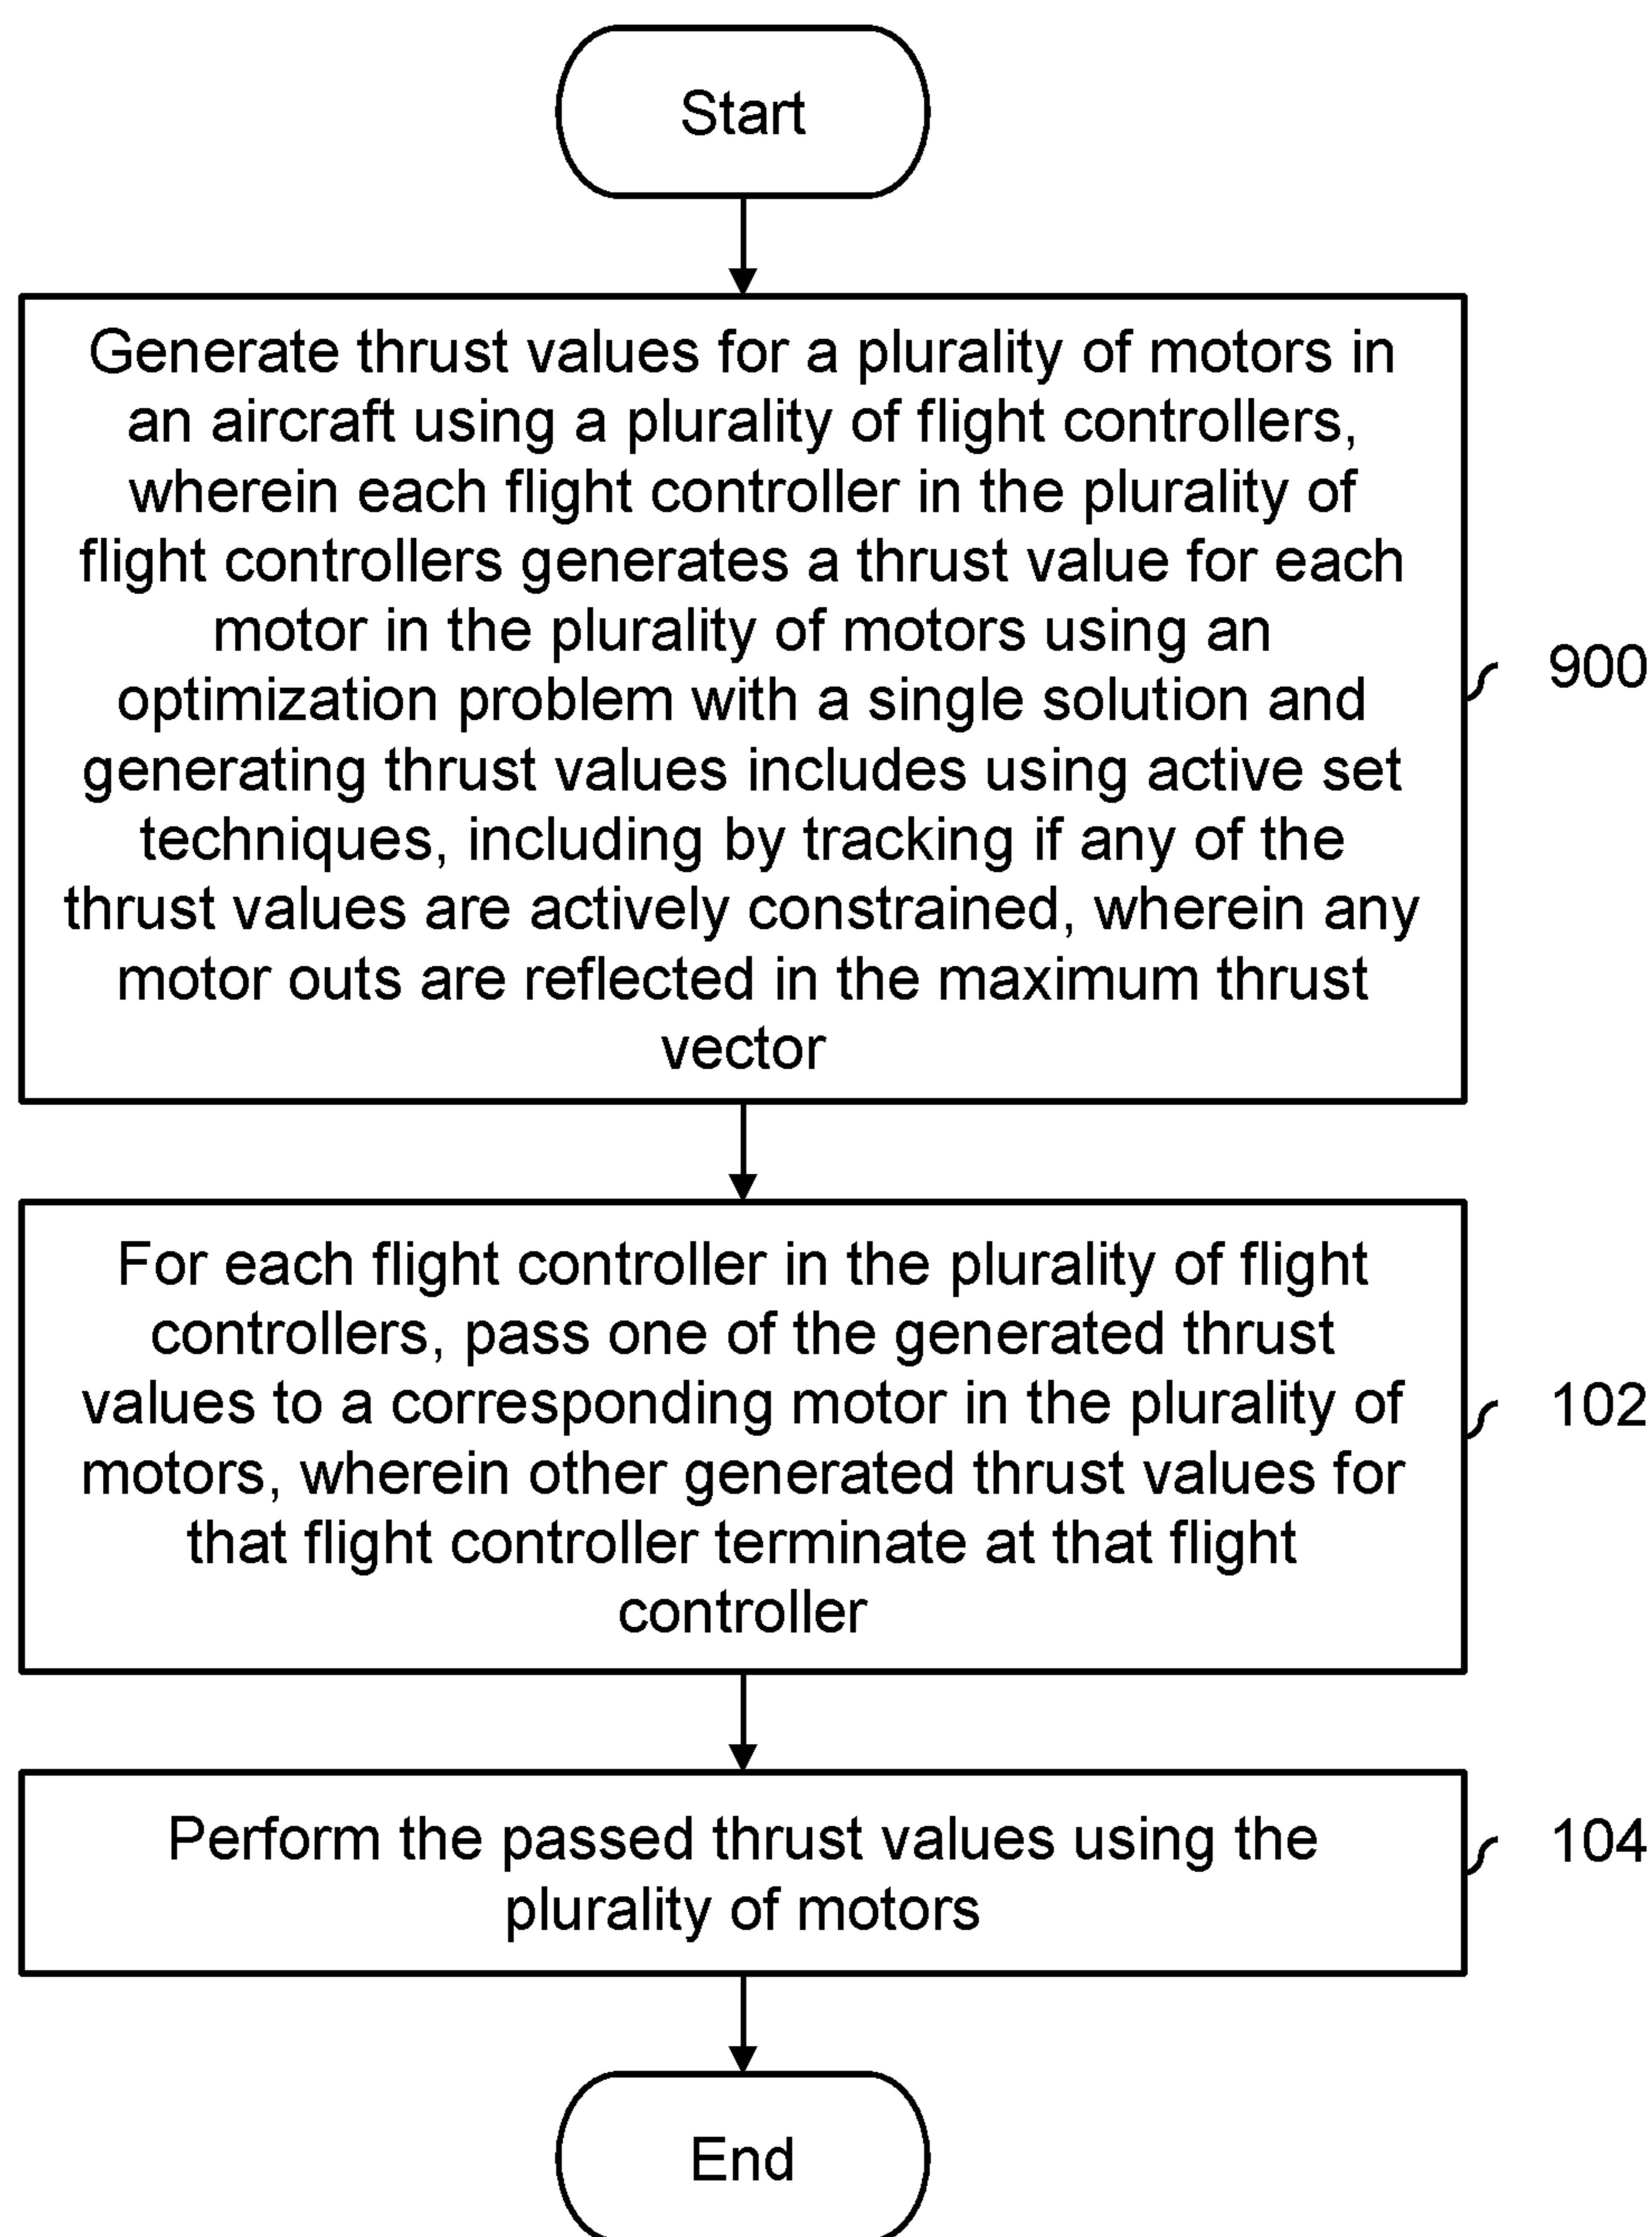 Start
Generate thrust values for a plurality of motors in
an aircraft using a plurality of flight controllers,
wherein each flight controller in the plurality of
flight controllers generates a thrust value for each
motor in the plurality of motors using an
optimization problem with a single solution and
generating thrust values includes using active set
techniques, including by tracking if any of the
thrust values are actively constrained, wherein any
motor outs are reflected in the maximum thrust
vector
900
For each flight controller in the plurality of flight
controllers, pass one of the generated thrust
values to a corresponding motor in the plurality of
motors, wherein other generated thrust values for
that flight controller terminate at that flight
controller
102
Perform the passed thrust values using the
plurality of motors
104
End